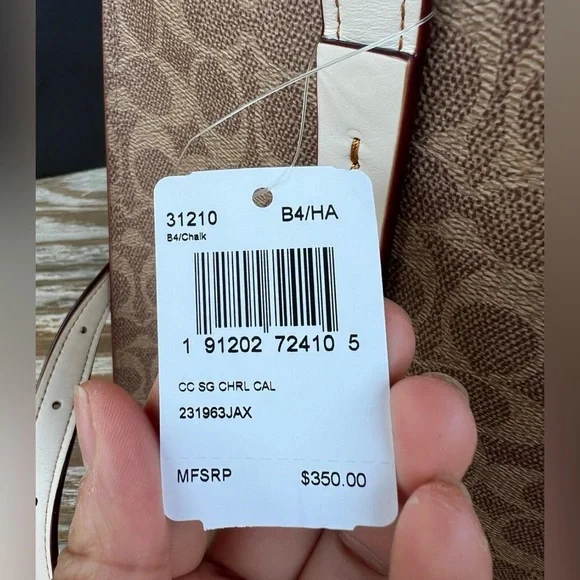 31210 B4/HA
B4/Chalk
1 91202 72410 5
CC SG CHRL CAL
231963JAX
MFSRP $350.00